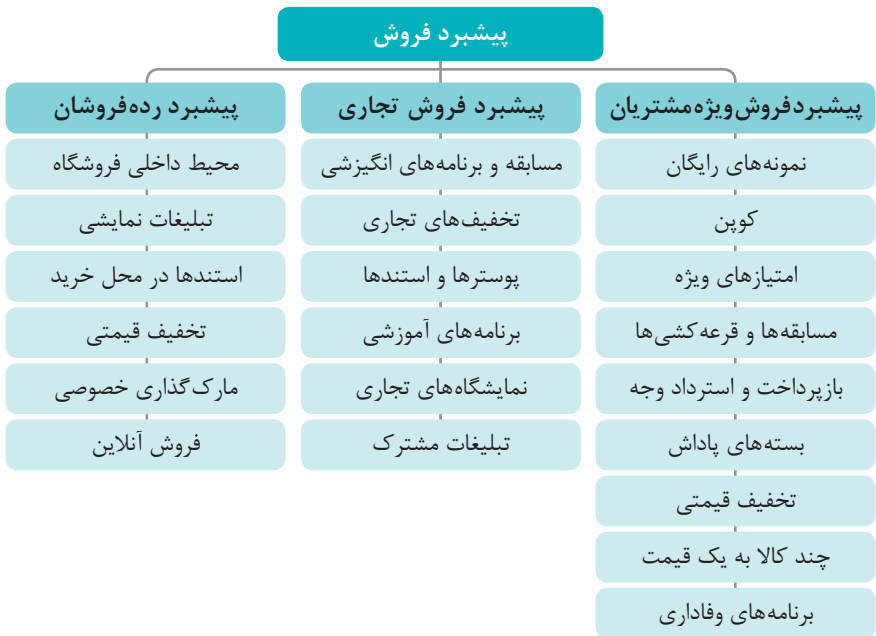 پیشبرد فروش
پیشبردفروش‌ویژه‌مشتریان
نمونه‌های رایگان
کوپن
امتیازهای ویژه
مسابقه‌ها و قرعه‌کشی‌ها
بازپرداخت و استرداد وجه
بسته‌های پاداش
تخفیف قیمتی
چند کالا به یک قیمت
برنامه‌های وفاداری
پیشبرد فروش تجاری
مسابقه و برنامه‌های انگیزشی
تخفیف‌های تجاری
پوسترها و استندها
برنامه‌های آموزشی
نمایشگاه‌های تجاری
تبلیغات مشترک
پیشبرد رده‌فروشان
محیط داخلی فروشگاه
تبلیغات نمایشی
استندها در محل خرید
تخفیف قیمتی
مارک‌گذاری خصوصی
فروش آنلاین